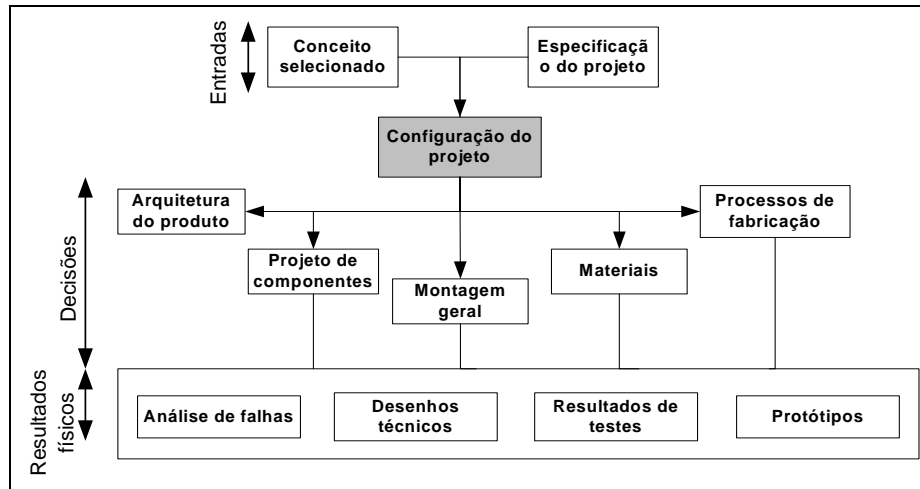 Entradas
Conceito
selecionado
Especificaçã
o do projeto
Configuração do
projeto
Decisões
Arquitetura
do produto
Processos de
fabricação
Projeto de
componentes
Materiais
Montagem
geral
Resultados
físicos
Análise de falhas
Desenhos
técnicos
Resultados de
testes
Protótipos